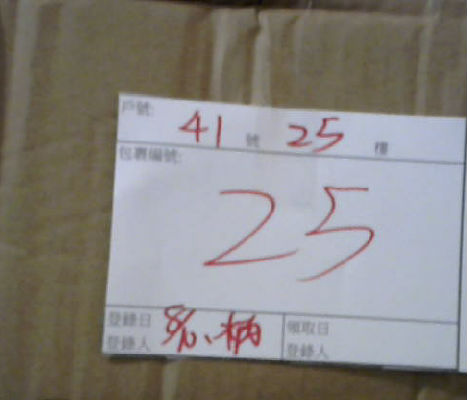 戶號:
41 號 25 樓
包裹編號:
25
登錄日 8/
登錄人 柄
領取日
登錄人